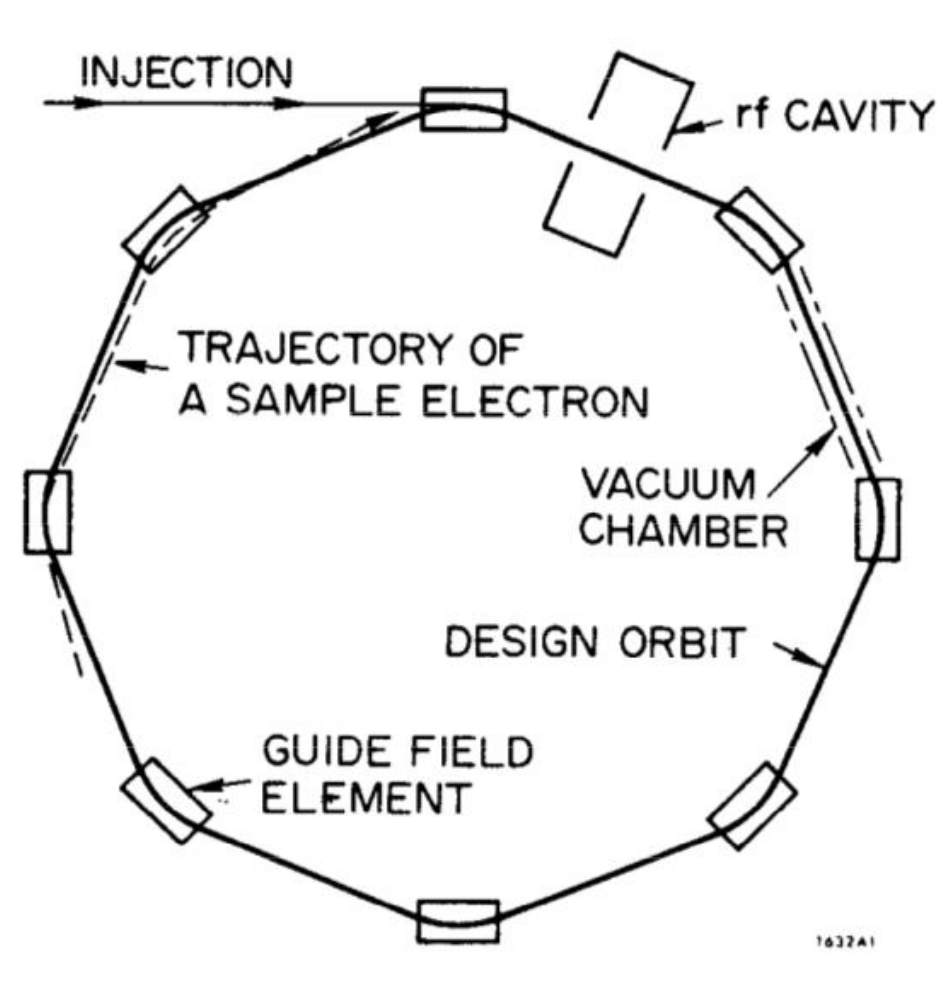 INJECTION
rf CAVITY
TRAJECTORY OF
A SAMPLE ELECTRON
VACUUM
CHAMBER
DESIGN ORBIT
GUIDE FIELD
ELEMENT
1632A1